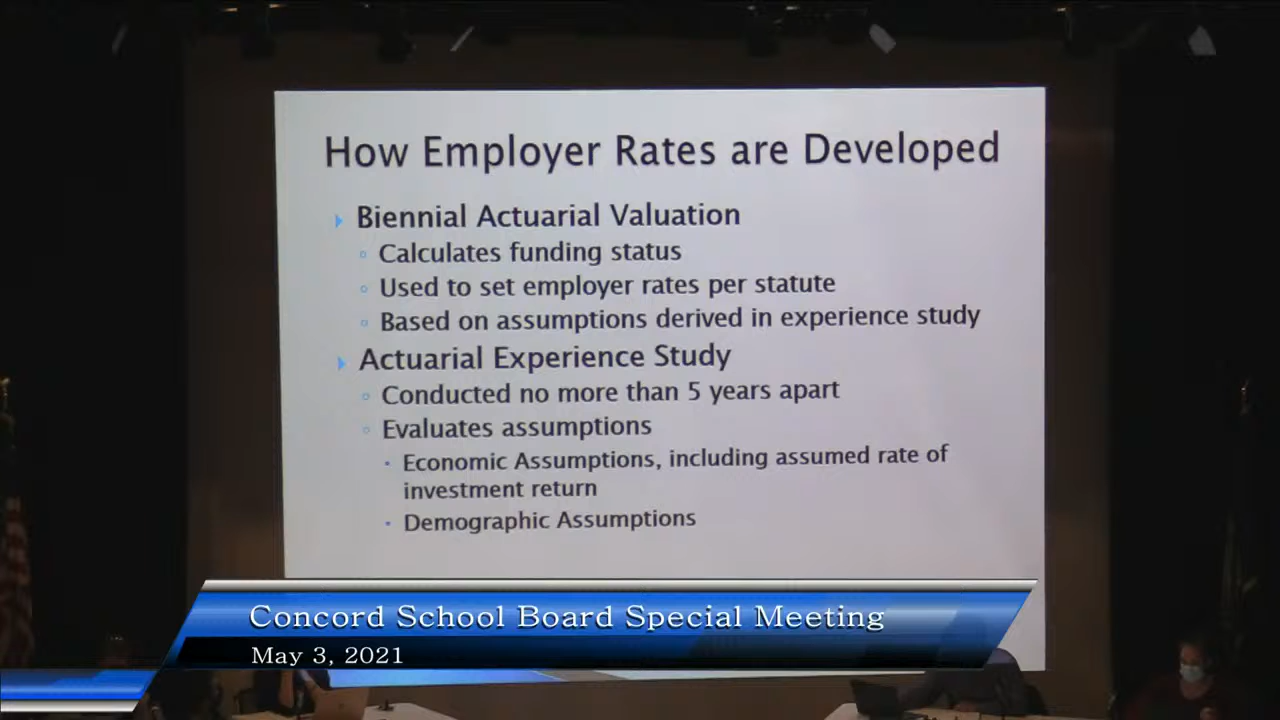 How Employer Rates are Developed
Biennial Actuarial Valuation
Calculates funding status
Used to set employer rates per statute
Based on assumptions derived in experience study
Actuarial Experience Study
Conducted no more than 5 years apart
Evaluates assumptions
Economic Assumptions, including assumed rate of
investment return
Demographic Assumptions
Concord School Board Special Meeting
May 3, 2021